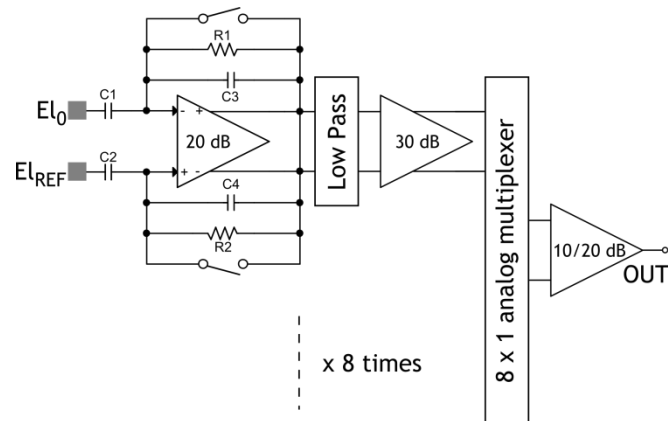 R1
C1
C3
El0
- +
20 dB
Low Pass
30 dB
8 x 1 analog multiplexer
C2
ElREF
+ -
C4
R2
10/20 dB
OUT
x 8 times